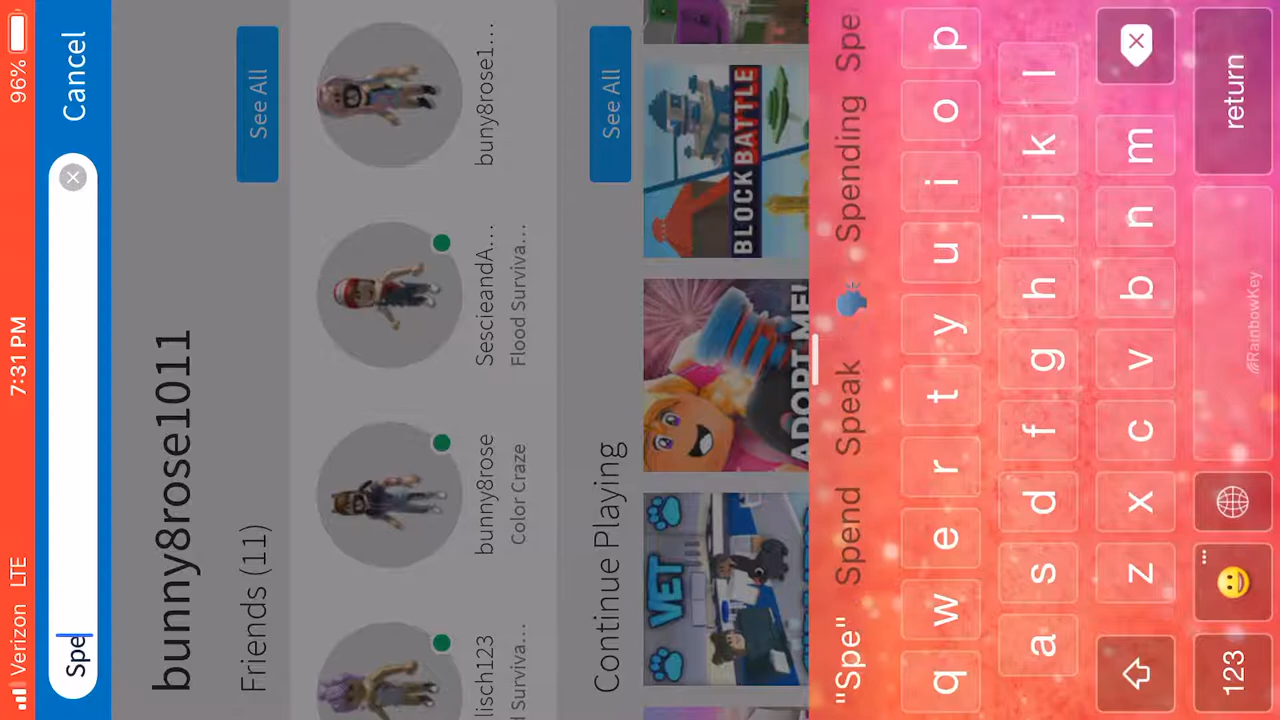 Verizon LTE 7:31 PM 96%
Spe Cancel
bunny8rose1011
Friends (11) See All
lisch123 bunny8rose SescieandA... buny8rose1...
d Surviva... Color Craze Flood Surviva...
Continue Playing See All
VET
ADOPT ME!
BLOCK BATTLE
"Spe" Spend Speak Spending Spe
q w e r t y u i o p
a s d f g h j k l
z x c v b n m
123 @RainbowKey return